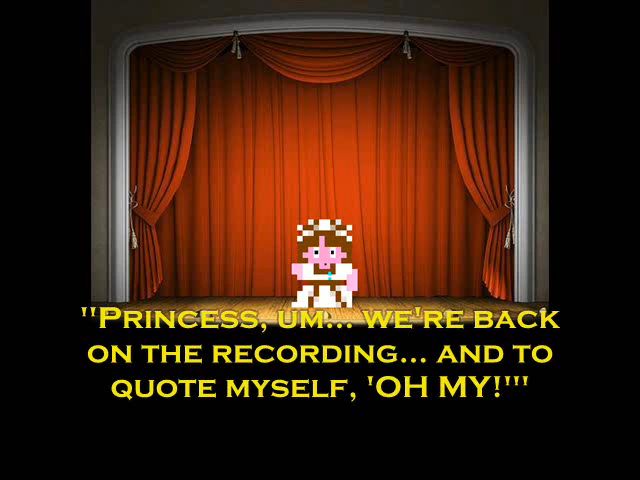 "Princess, um... we're back
on the recording... and to
quote myself, 'OH MY!'"